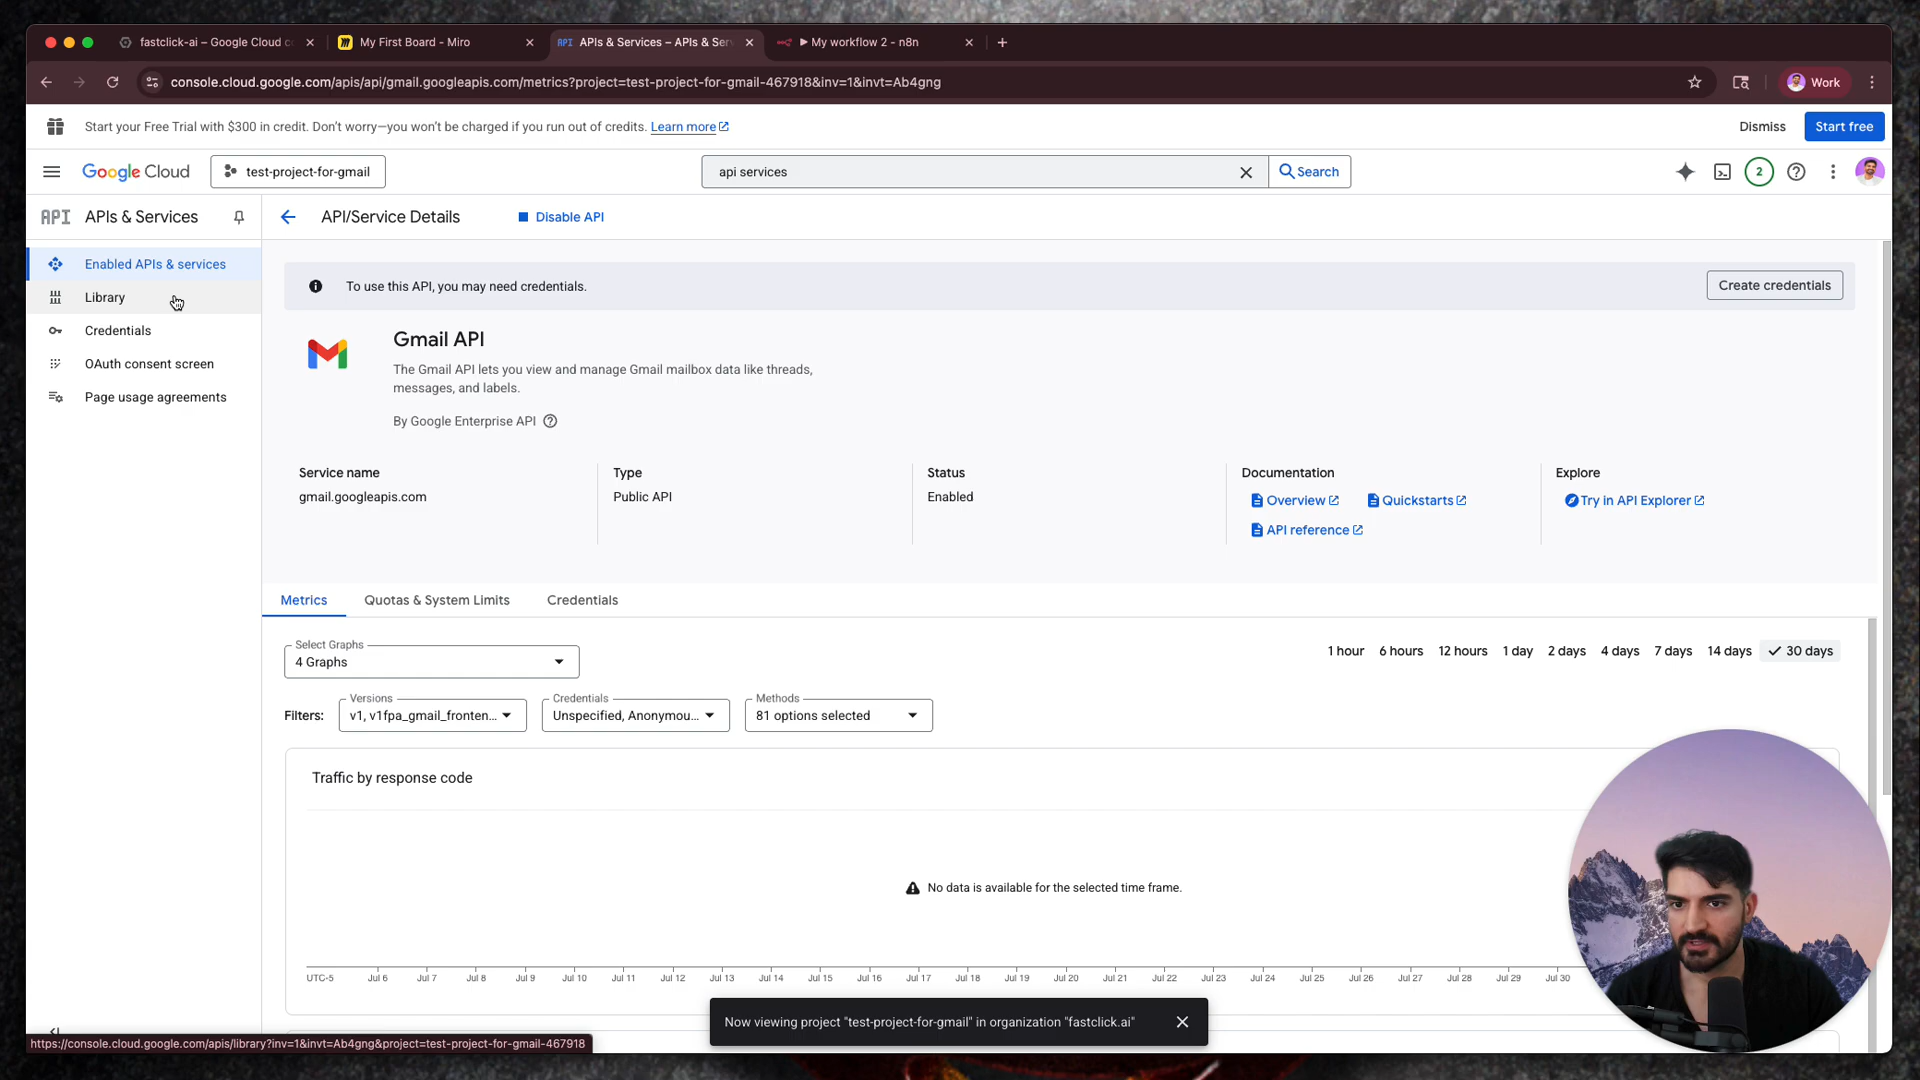 fastclick-ai – Google Cloud c
My First Board - Miro
API APIs & Services – APIs & Ser
My workflow 2 - n8n
console.cloud.google.com/apis/api/gmail.googleapis.com/metrics?project=test-project-for-gmail-467918&inv=1&invt=Ab4gng
Work
Start your Free Trial with $300 in credit. Don't worry—you won't be charged if you run out of credits. Learn more
Dismiss
Start free
Google Cloud
test-project-for-gmail
api services
Search
2
API APIs & Services
API/Service Details
Disable API
Enabled APIs & services
Library
Credentials
OAuth consent screen
Page usage agreements
To use this API, you may need credentials.
Create credentials
Gmail API
The Gmail API lets you view and manage Gmail mailbox data like threads,
messages, and labels.
By Google Enterprise API
Service name
gmail.googleapis.com
Type
Public API
Status
Enabled
Documentation
Overview
Quickstarts
API reference
Explore
Try in API Explorer
Metrics
Quotas & System Limits
Credentials
Select Graphs
4 Graphs
1 hour 6 hours 12 hours 1 day 2 days 4 days 7 days 14 days 30 days
Filters:
Versions
v1, v1fpa_gmail_fronten...
Credentials
Unspecified, Anonymou...
Methods
81 options selected
Traffic by response code
No data is available for the selected time frame.
UTC-5 Jul 6 Jul 7 Jul 8 Jul 9 Jul 10 Jul 11 Jul 12 Jul 13 Jul 14 Jul 15 Jul 16 Jul 17 Jul 18 Jul 19 Jul 20 Jul 21 Jul 22 Jul 23 Jul 24 Jul 25 Jul 26 Jul 27 Jul 28 Jul 29 Jul 30
Now viewing project "test-project-for-gmail" in organization "fastclick.ai"
https://console.cloud.google.com/apis/library?inv=1&invt=Ab4gng&project=test-project-for-gmail-467918